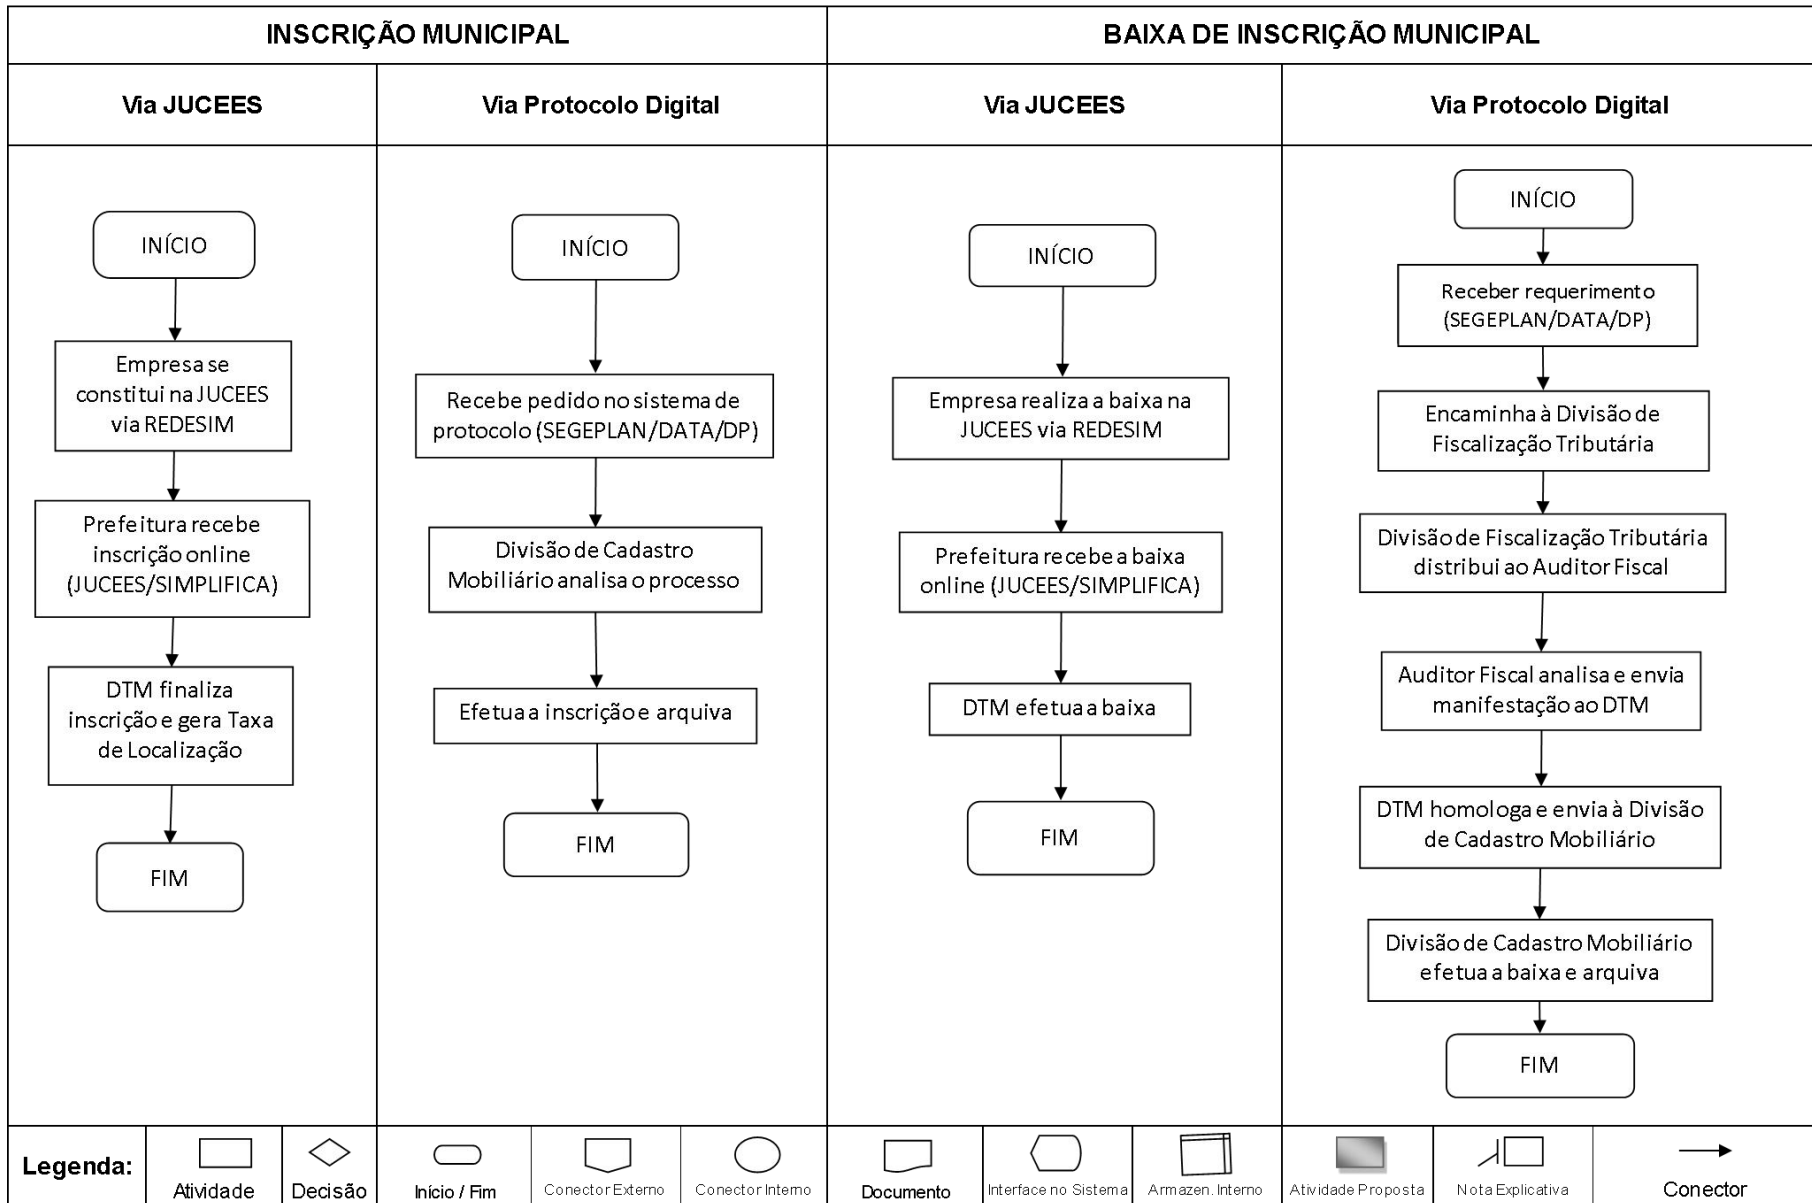 INSCRIÇÃO MUNICIPAL
BAIXA DE INSCRIÇÃO MUNICIPAL
Via JUCEES
Via Protocolo Digital
Via JUCEES
Via Protocolo Digital
INÍCIO
Empresa se
constitui na JUCEES
via REDESIM
Prefeitura recebe
inscrição online
(JUCEES/SIMPLIFICA)
DTM finaliza
inscrição e gera Taxa
de Localização
FIM
INÍCIO
Recebe pedido no sistema de
protocolo (SEGEPLAN/DATA/DP)
Divisão de Cadastro
Mobiliário analisa o processo
Efetua a inscrição e arquiva
FIM
INÍCIO
Empresa realiza a baixa na
JUCEES via REDESIM
Prefeitura recebe a baixa
online (JUCEES/SIMPLIFICA)
DTM efetua a baixa
FIM
INÍCIO
Receber requerimento
(SEGEPLAN/DATA/DP)
Encaminha à Divisão de
Fiscalização Tributária
Divisão de Fiscalização Tributária
distribui ao Auditor Fiscal
Auditor Fiscal analisa e envia
manifestação ao DTM
DTM homologa e envia à Divisão
de Cadastro Mobiliário
Divisão de Cadastro Mobiliário
efetua a baixa e arquiva
FIM
Legenda:
Atividade
Decisão
Início / Fim
Conector Externo
Conector Interno
Documento
Interface no Sistema
Armazen. Interno
Atividade Proposta
Nota Explicativa
Conector